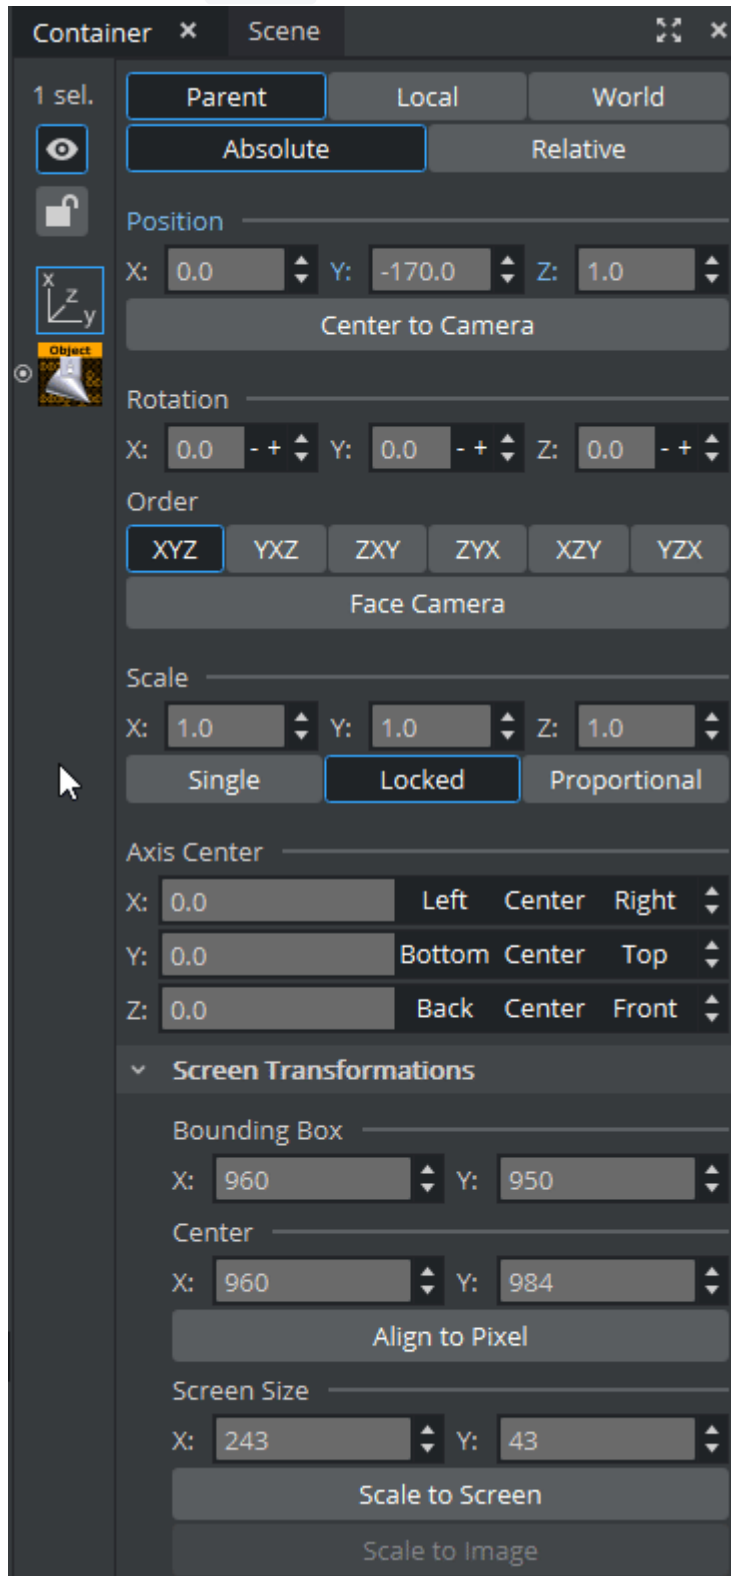 Container × Scene ×
1 sel.
Parent Local World
Absolute Relative
Position
X: 0.0 Y: -170.0 Z: 1.0
x z y
Center to Camera
Object
Rotation
X: 0.0 - + Y: 0.0 - + Z: 0.0 - +
Order
XYZ YXZ ZXY ZYX XZY YZX
Face Camera
Scale
X: 1.0 Y: 1.0 Z: 1.0
Single Locked Proportional
Axis Center
X: 0.0 Left Center Right
Y: 0.0 Bottom Center Top
Z: 0.0 Back Center Front
Screen Transformations
Bounding Box
X: 960 Y: 950
Center
X: 960 Y: 984
Align to Pixel
Screen Size
X: 243 Y: 43
Scale to Screen
Scale to Image